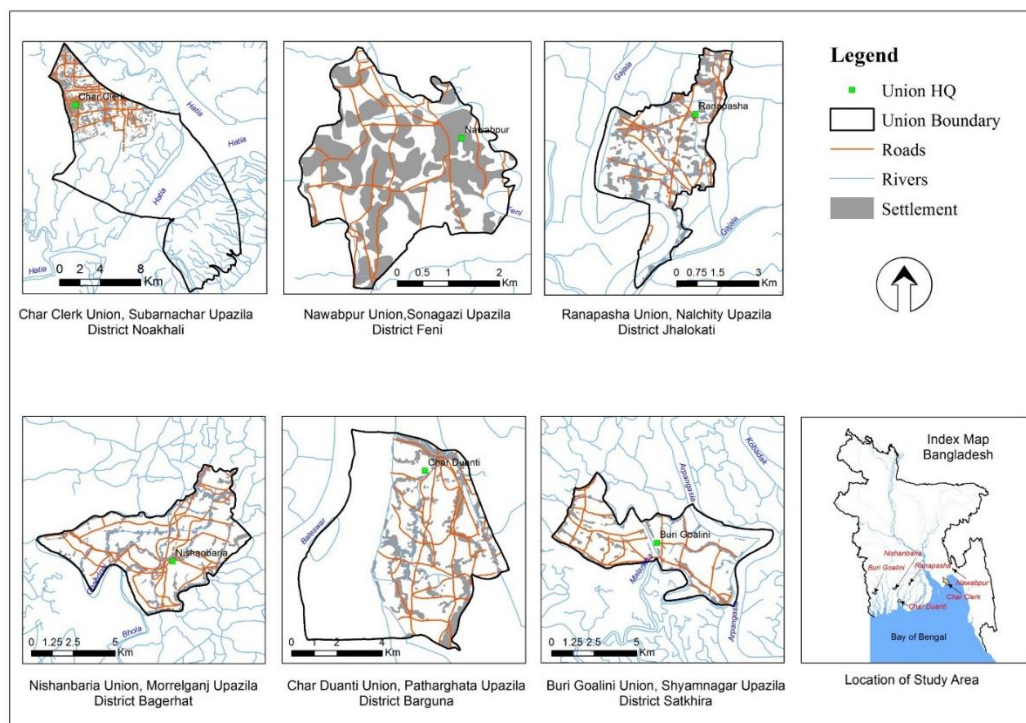 Char Clerk
Hatia
Hatia
Hatia
Hatia
0 2 4 8
Km
Char Clerk Union, Subarnachar Upazila
District Noakhali
Nawabpur
Feni
0 0.5 1 2
Km
Nawabpur Union,Sonagazi Upazila
District Feni
Gajala
Ranapasha
Gajala
0 0.75 1.5 3
Km
Ranapasha Union, Nalchity Upazila
District Jhalokati
Legend
Union HQ
Union Boundary
Roads
Rivers
Settlement
Nishanbaria
Bhola
0 1.25 2.5 5
Km
Nishanbaria Union, Morrelganj Upazila
District Bagerhat
Char Duanti
Baleswar
0 1 2 4
Km
Char Duanti Union, Patharghata Upazila
District Barguna
Kobadak
Arpangasia
Buri Goalini
Malancha
Arpangasia
0 1.25 2.5 5
Km
Buri Goalini Union, Shyamnagar Upazila
District Satkhira
Index Map
Bangladesh
Nishanbaria
Buri Goalini
Ranapasha
Nawabpur
Char Clerk
Char Duanti
Bay of Bengal
Location of Study Area